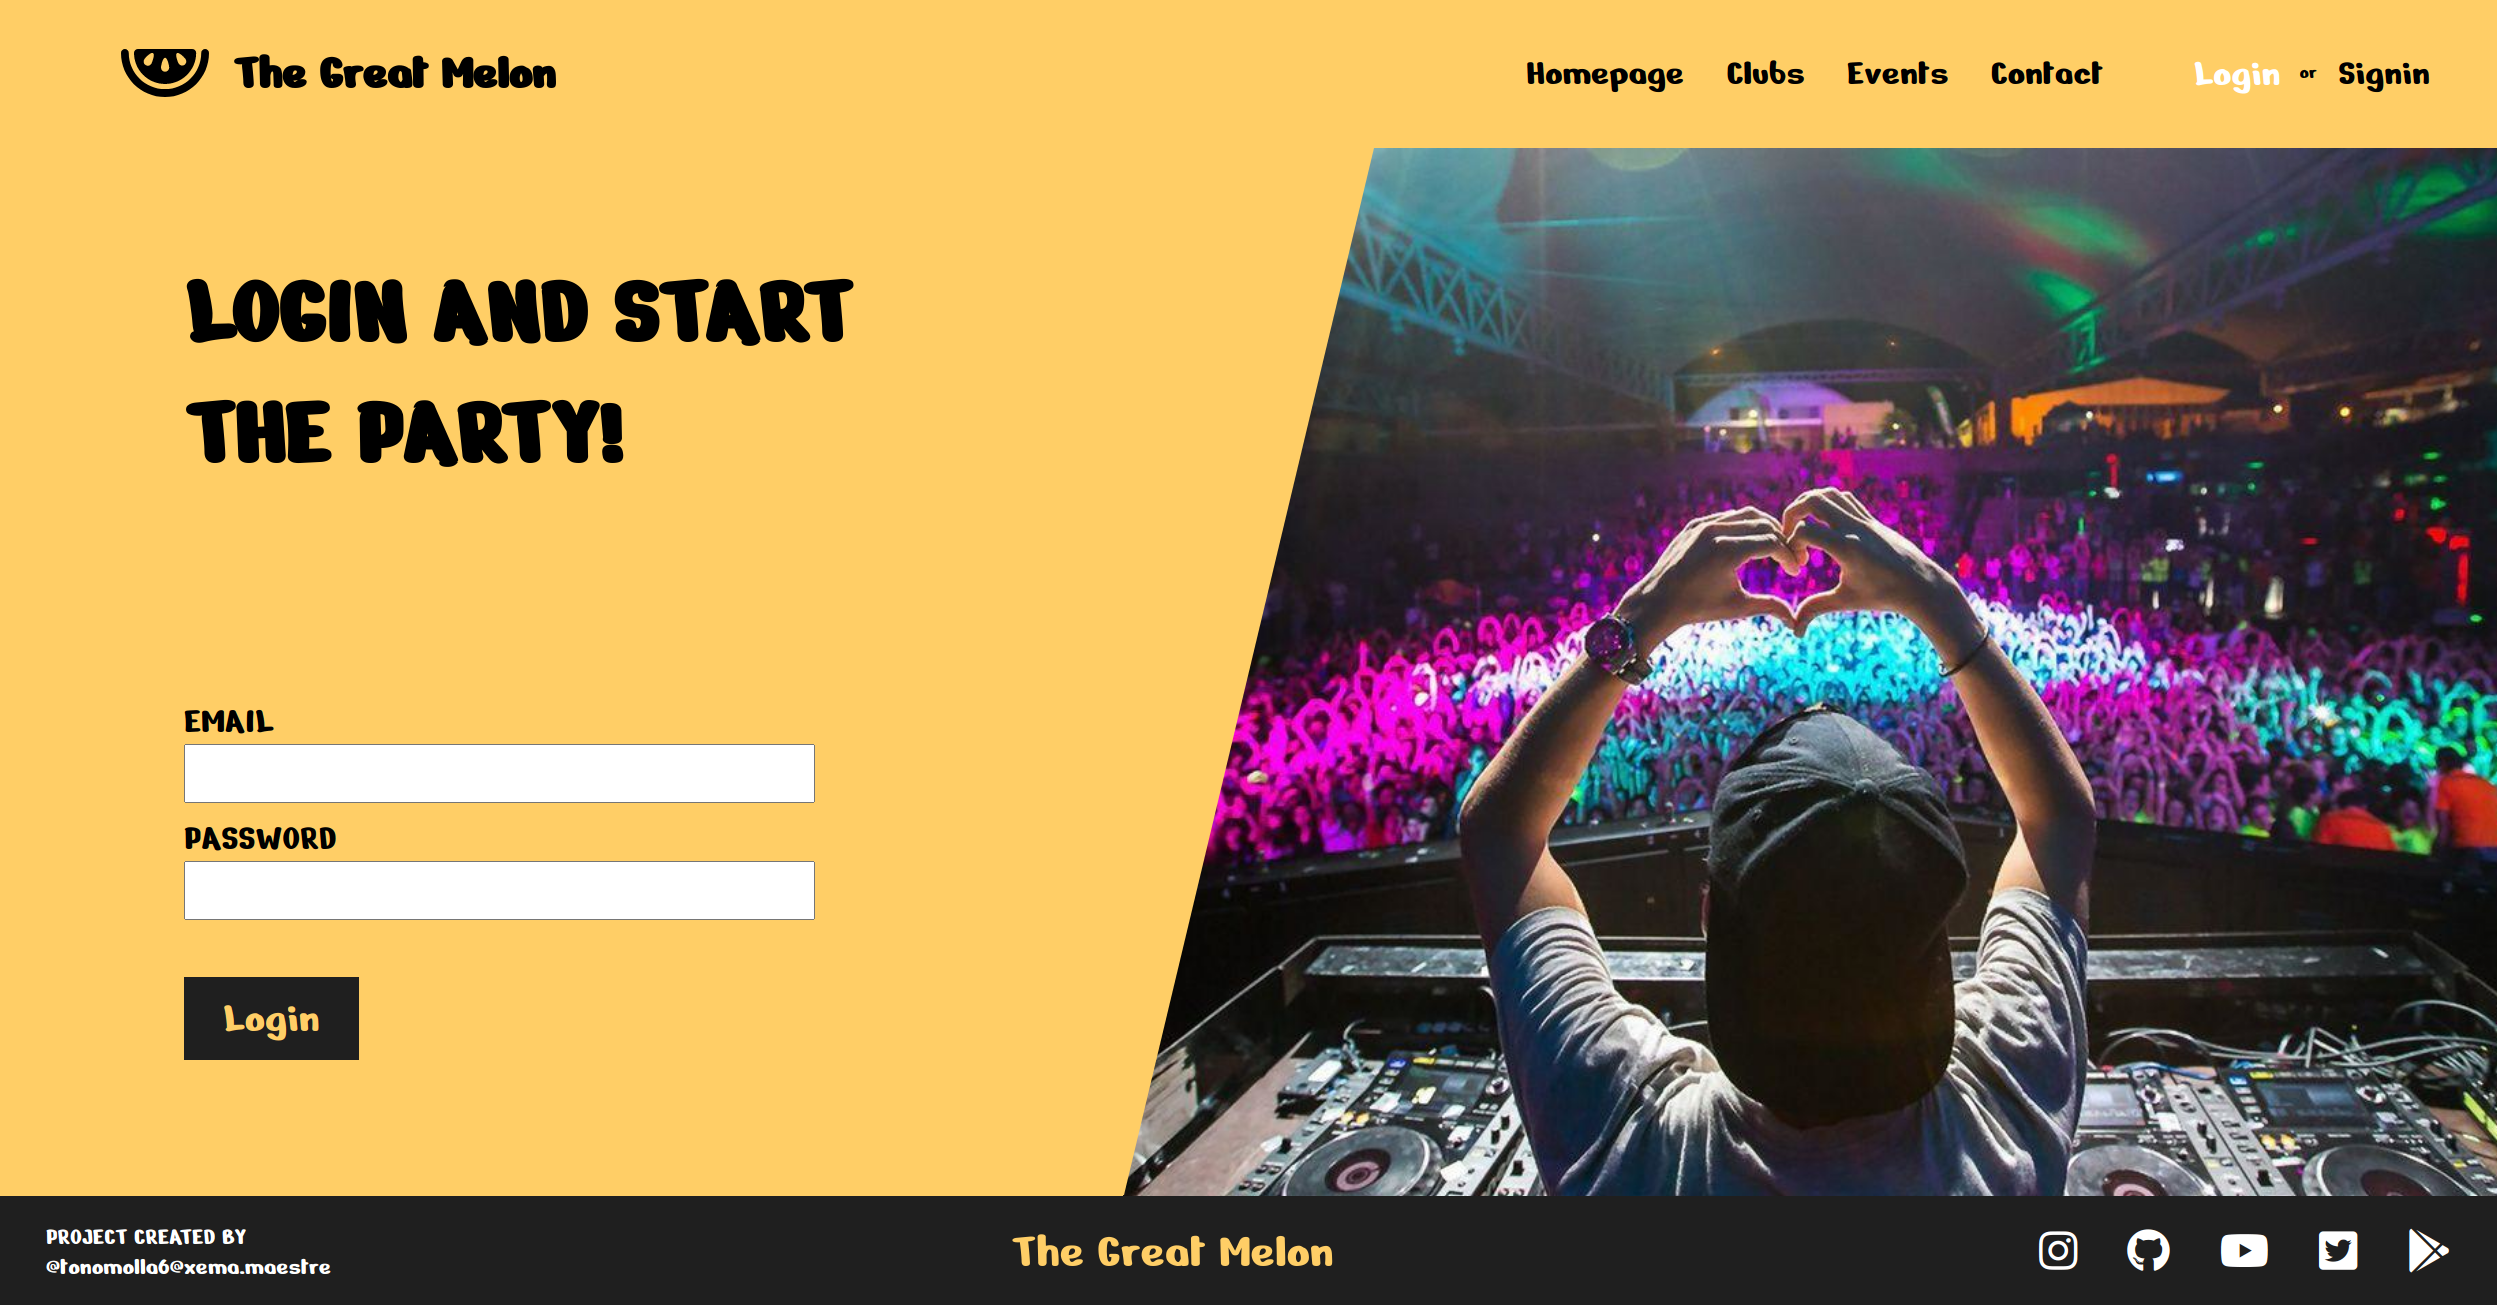 The Great Melon
Homepage Clubs Events Contact Login or Signin
LOGIN AND START
THE PARTY!
EMAIL
PASSWORD
Login
PROJECT CREATED BY
@tonomolla6@xema.maestre
The Great Melon